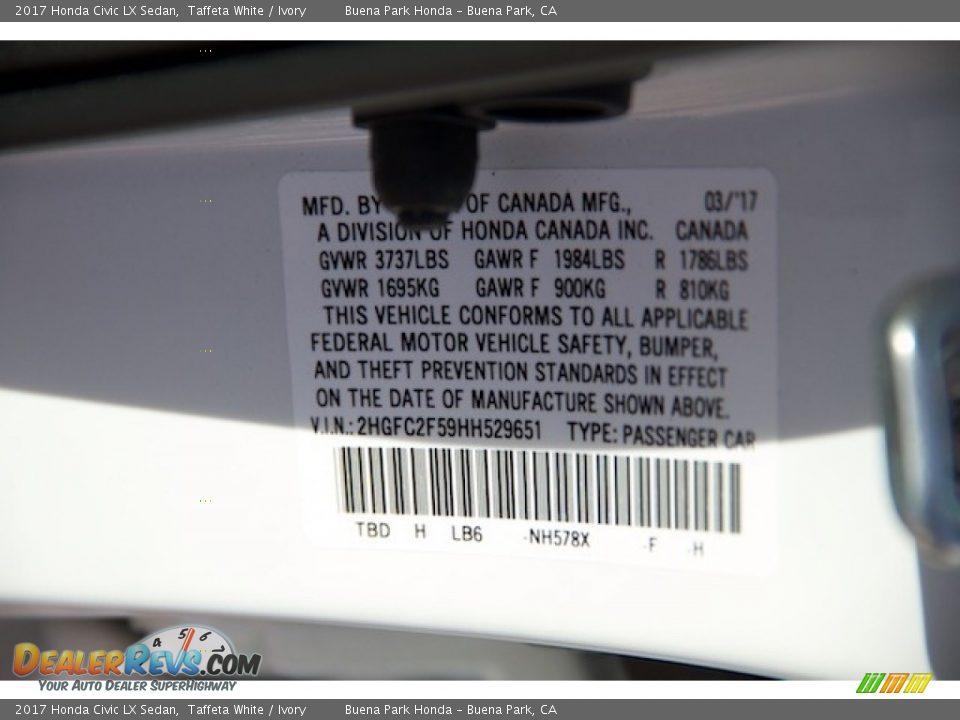 2017 Honda Civic LX Sedan, Taffeta White / Ivory Buena Park Honda - Buena Park, CA
MFD. BY OF CANADA MFG., 03/'17
A DIVISION OF HONDA CANADA INC. CANADA
GVWR 3737LBS GAWR F 1984LBS R 1786LBS
GVWR 1695KG GAWR F 900KG R 810KG
THIS VEHICLE CONFORMS TO ALL APPLICABLE
FEDERAL MOTOR VEHICLE SAFETY, BUMPER,
AND THEFT PREVENTION STANDARDS IN EFFECT
ON THE DATE OF MANUFACTURE SHOWN ABOVE.
V.I.N.: 2HGFC2F59HH529651 TYPE: PASSENGER CAR
TBD H LB6 -NH578X -F -H
4 5 6
DealerRevs.com
Your Auto Dealer SuperHighway
2017 Honda Civic LX Sedan, Taffeta White / Ivory Buena Park Honda - Buena Park, CA